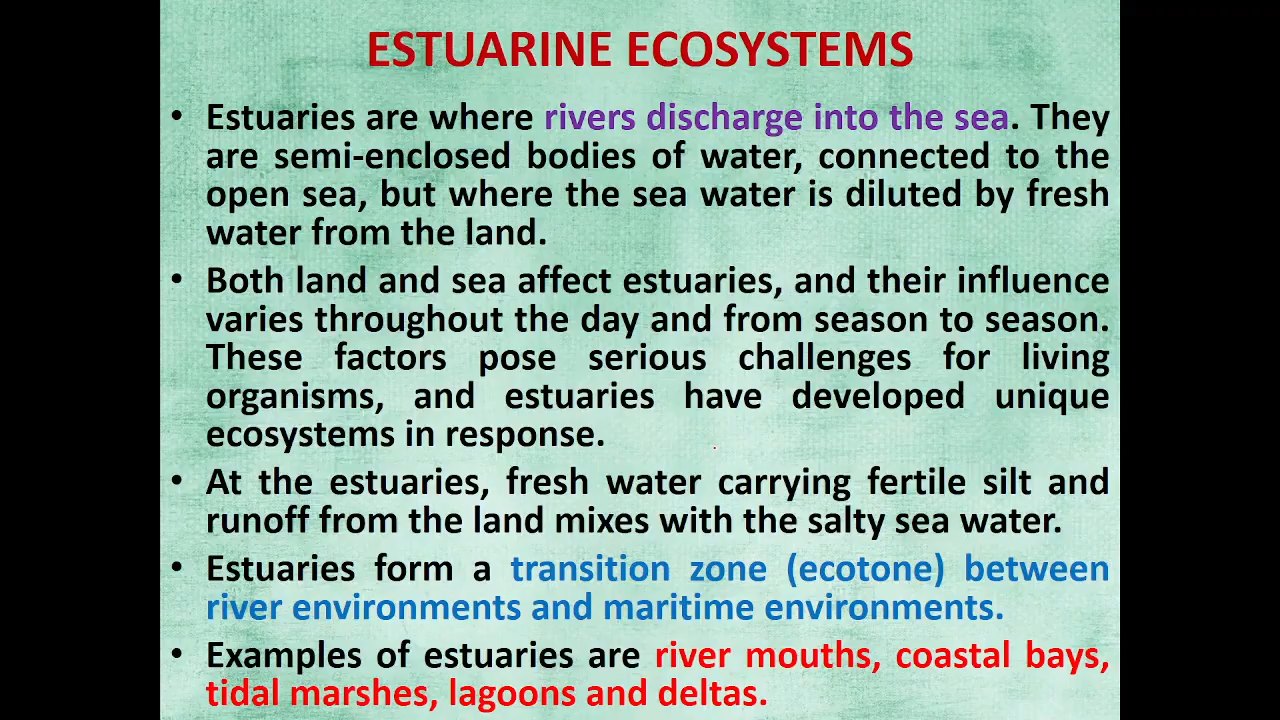 ESTUARINE ECOSYSTEMS
• Estuaries are where rivers discharge into the sea. They
are semi-enclosed bodies of water, connected to the
open sea, but where the sea water is diluted by fresh
water from the land.
• Both land and sea affect estuaries, and their influence
varies throughout the day and from season to season.
These factors pose serious challenges for living
organisms, and estuaries have developed unique
ecosystems in response.
• At the estuaries, fresh water carrying fertile silt and
runoff from the land mixes with the salty sea water.
• Estuaries form a transition zone (ecotone) between
river environments and maritime environments.
• Examples of estuaries are river mouths, coastal bays,
tidal marshes, lagoons and deltas.